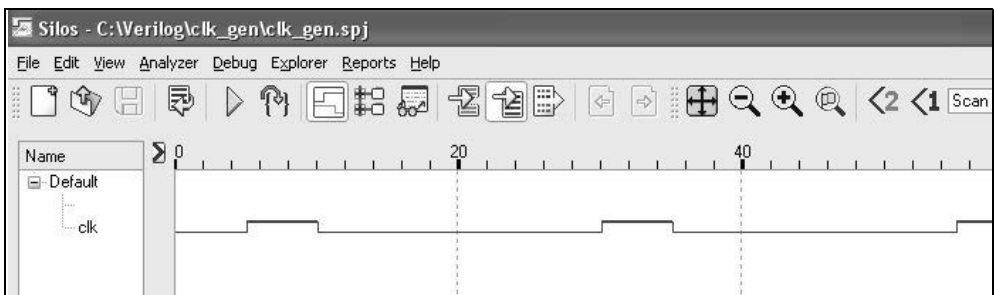 Silos - C:\Verilog\clk_gen\clk_gen.spj
File Edit View Analyzer Debug Explorer Reports Help
2 1 Scan
Name 0 20 40
Default
clk